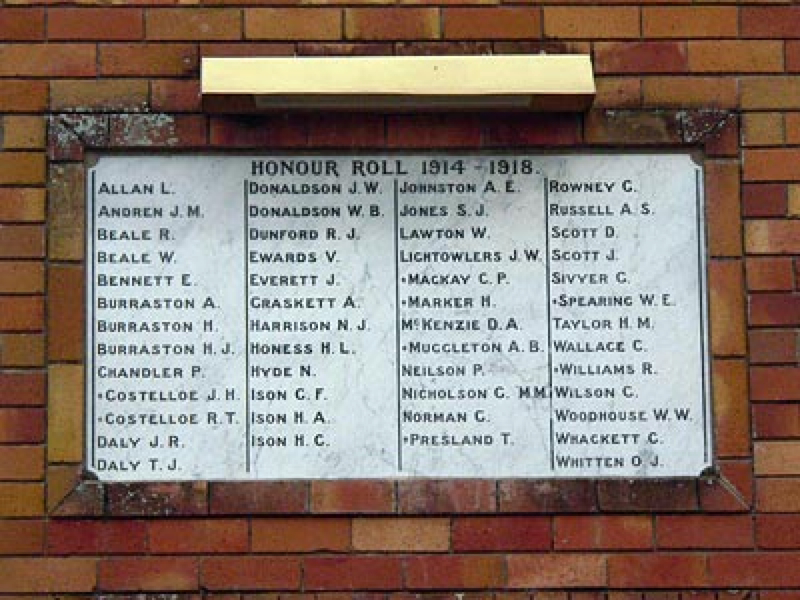 HONOUR ROLL 1914 - 1918.
ALLAN L.
ANDREN J.M.
BEALE R.
BEALE W.
BENNETT E.
BURRASTON A.
BURRASTON H.
BURRASTON H.J.
CHANDLER P.
•COSTELLOE J.H.
•COSTELLOE R.T.
DALY J.R.
DALY T.J.
DONALDSON J.W.
DONALDSON W.B.
DUNFORD R.J.
EWARDS V.
EVERETT J.
GRASKETT A.
HARRISON N.J.
HONESS H.L.
HYDE N.
ISON C.F.
ISON H.A.
ISON H.C.
JOHNSTON A.E.
JONES S.J.
LAWTON W.
LIGHTOWLERS J.W.
•MACKAY C.P.
•MARKER H.
McKENZIE D.A.
•MUGGLETON A.B.
NEILSON P.
NICHOLSON G. M.M.
NORMAN G.
•PRESLAND T.
ROWNEY G.
RUSSELL A.S.
SCOTT D.
SCOTT J.
SIVYER G.
•SPEARING W.E.
TAYLOR H.M.
WALLACE C.
•WILLIAMS R.
WILSON G.
WOODHOUSE W.W.
WHACKETT G.
WHITTEN O.J.